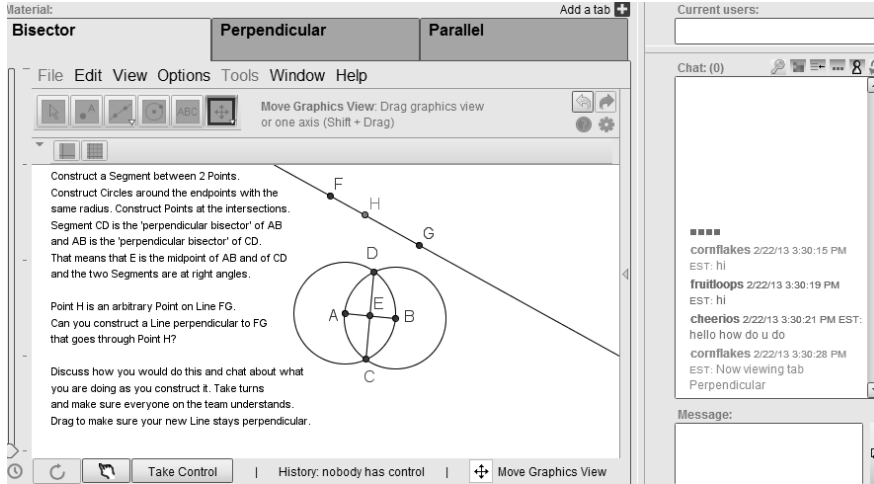 Material:
Add a tab +
Current users:
Bisector
Perpendicular
Parallel
File Edit View Options Tools Window Help
Chat: (0)
ABC
Move Graphics View: Drag graphics view
or one axis (Shift + Drag)
Construct a Segment between 2 Points.
Construct Circles around the endpoints with the
same radius. Construct Points at the intersections.
Segment CD is the 'perpendicular bisector' of AB
and AB is the 'perpendicular bisector' of CD.
That means that E is the midpoint of AB and of CD
and the two Segments are at right angles.
Point H is an arbitrary Point on Line FG.
Can you construct a Line perpendicular to FG
that goes through Point H?
Discuss how you would do this and chat about what
you are doing as you construct it. Take turns
and make sure everyone on the team understands.
Drag to make sure your new Line stays perpendicular.
F
H
G
D
A
E
B
C
cornflakes 2/22/13 3:30:15 PM
EST: hi
fruitloops 2/22/13 3:30:19 PM
EST: hi
cheerios 2/22/13 3:30:21 PM EST:
hello how do u do
cornflakes 2/22/13 3:30:28 PM
EST: Now viewing tab
Perpendicular
Message:
Take Control | History: nobody has control | Move Graphics View